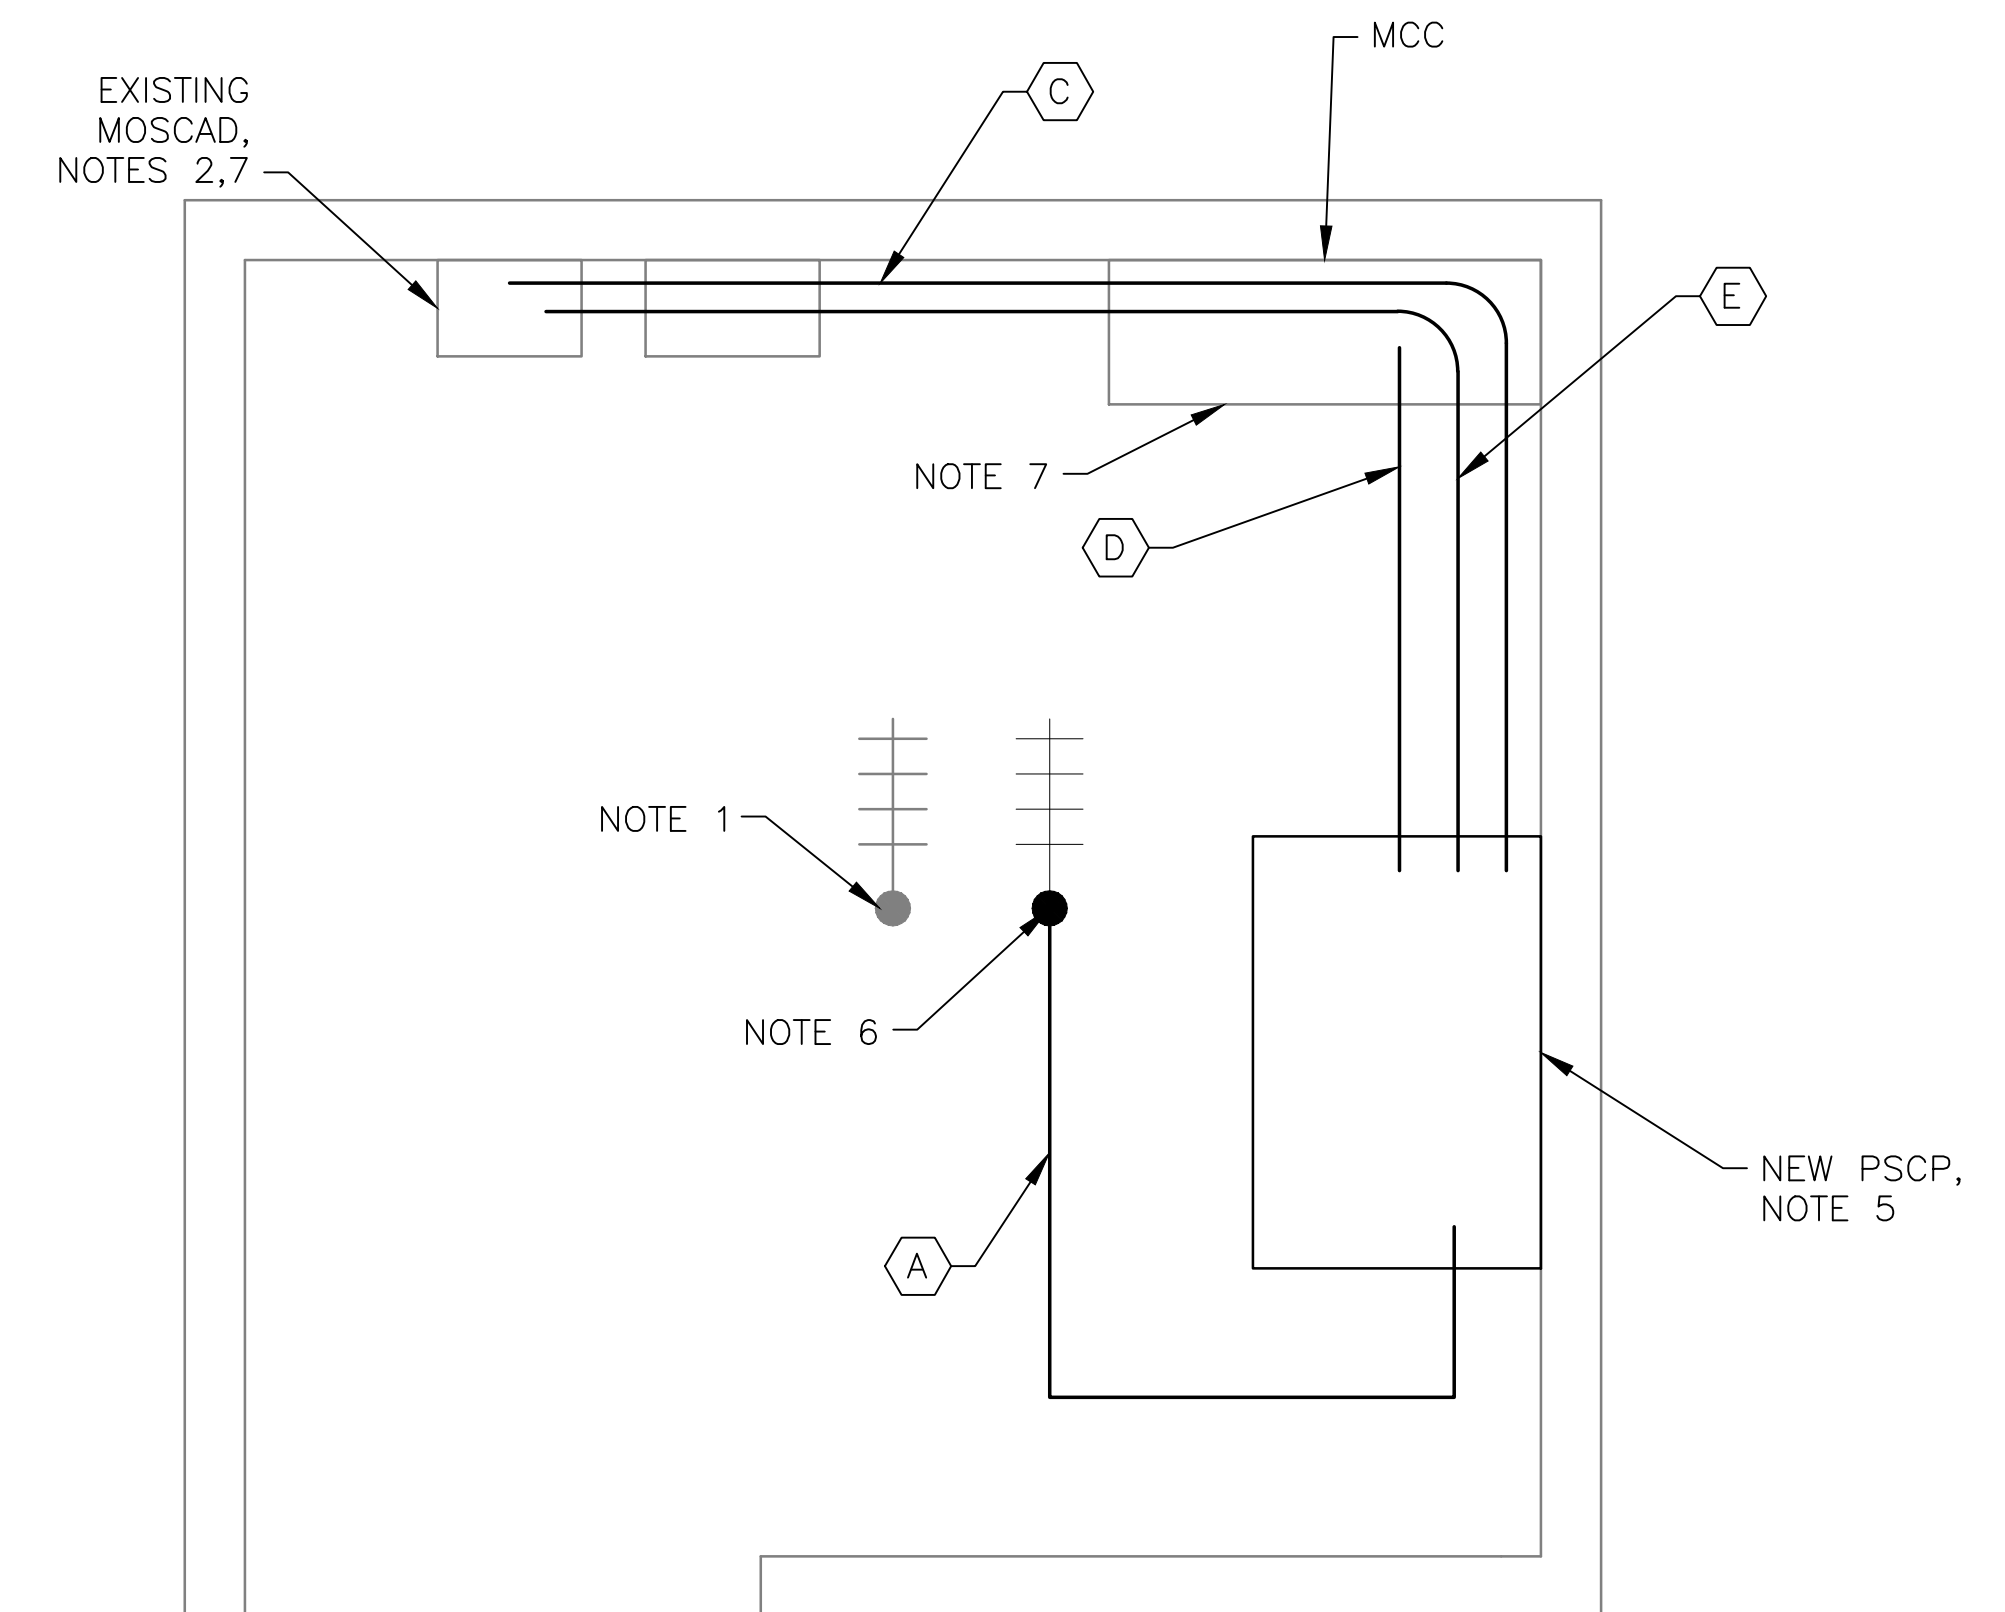 MCC
EXISTING
MOSCAD,
NOTES 2,7
C
E
NOTE 7
D
NOTE 1
NOTE 6
NEW PSCP,
NOTE 5
A